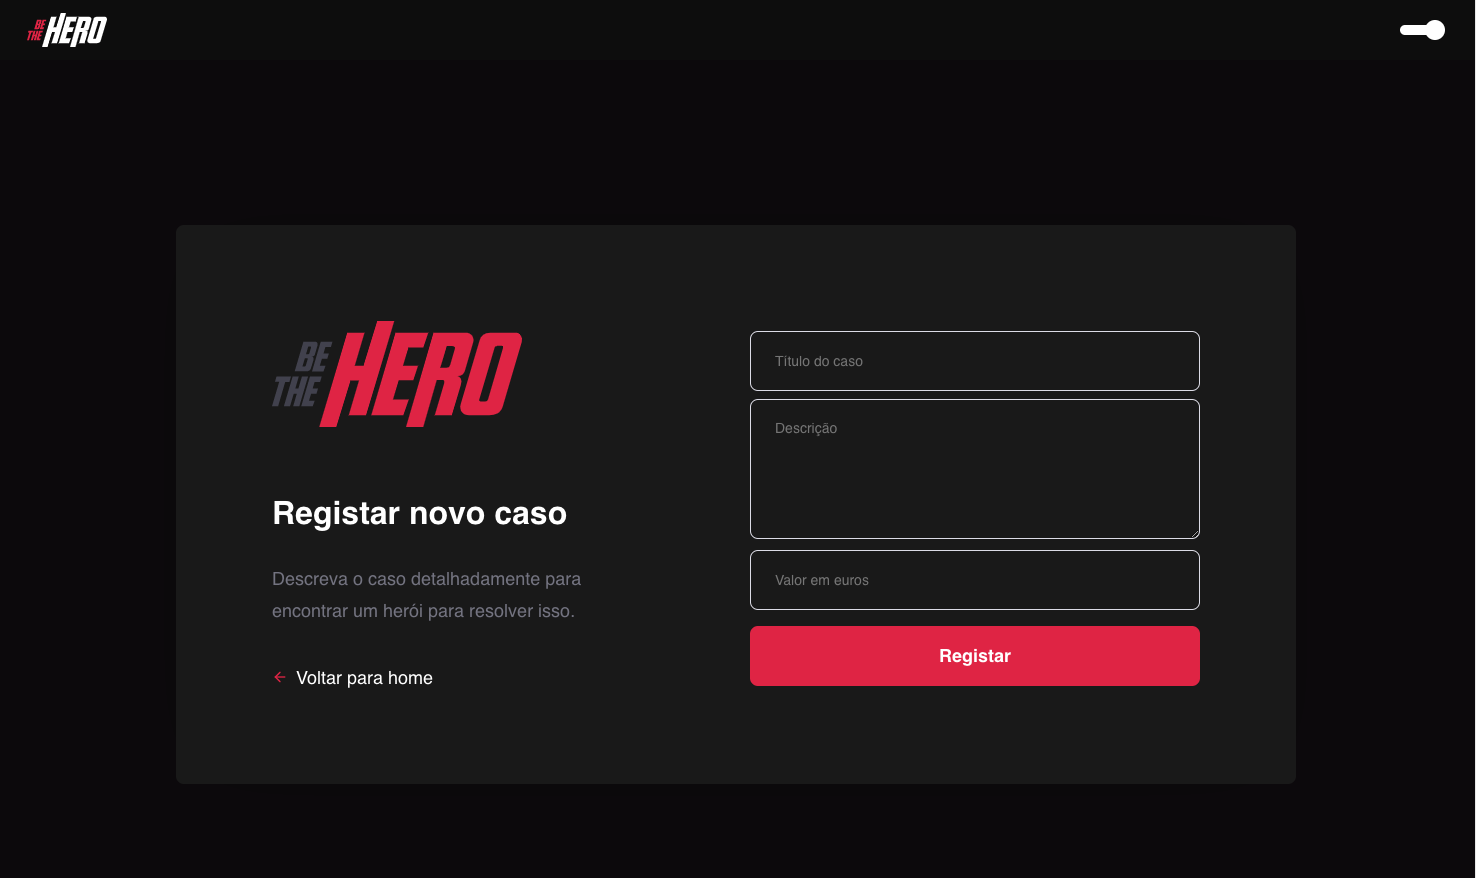 BE
THE HERO
BE
THE HERO
Registar novo caso
Descreva o caso detalhadamente para
encontrar um herói para resolver isso.
Voltar para home
Titulo do caso
Descrição
Valor em euros
Registar